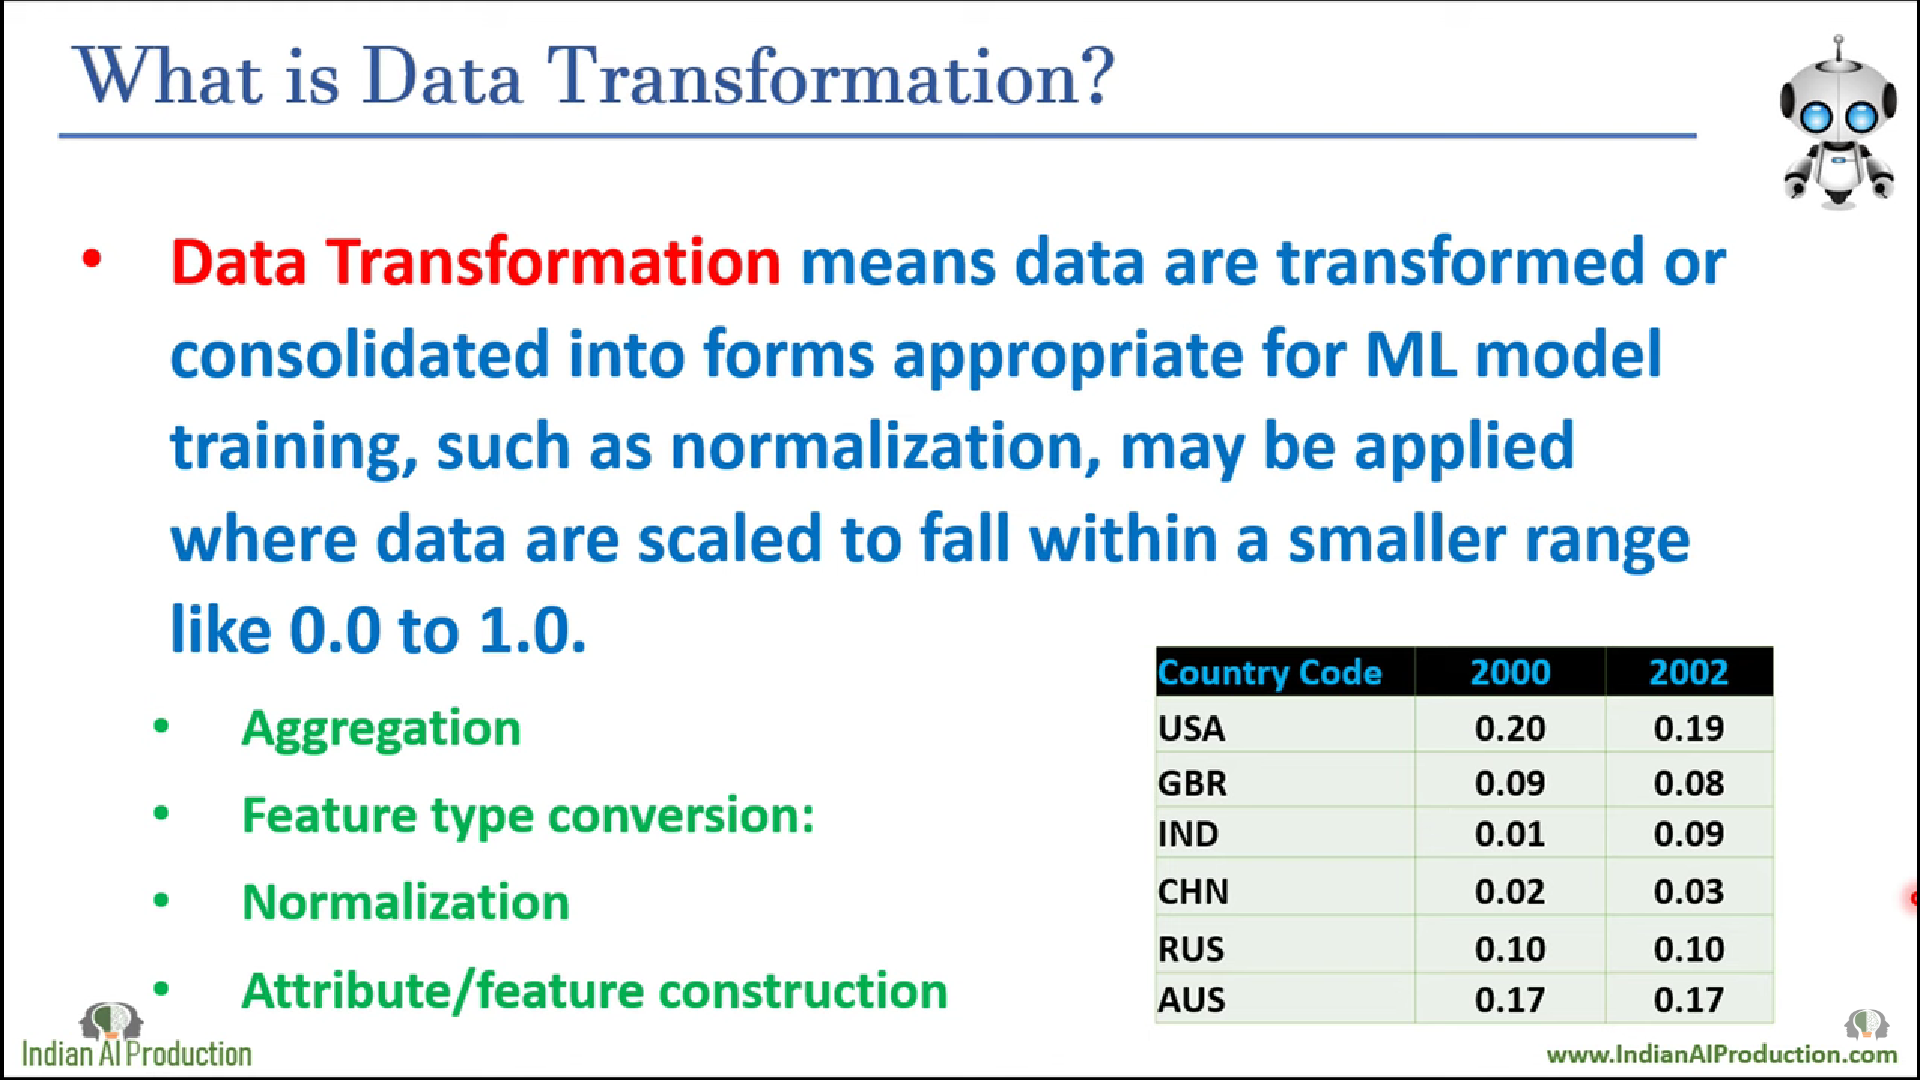 What is Data Transformation?
• Data Transformation means data are transformed or
consolidated into forms appropriate for ML model
training, such as normalization, may be applied
where data are scaled to fall within a smaller range
like 0.0 to 1.0.
• Aggregation
• Feature type conversion:
• Normalization
• Attribute/feature construction
Country Code 2000 2002
USA 0.20 0.19
GBR 0.09 0.08
IND 0.01 0.09
CHN 0.02 0.03
RUS 0.10 0.10
AUS 0.17 0.17
Indian AI Production
www.IndianAIProduction.com